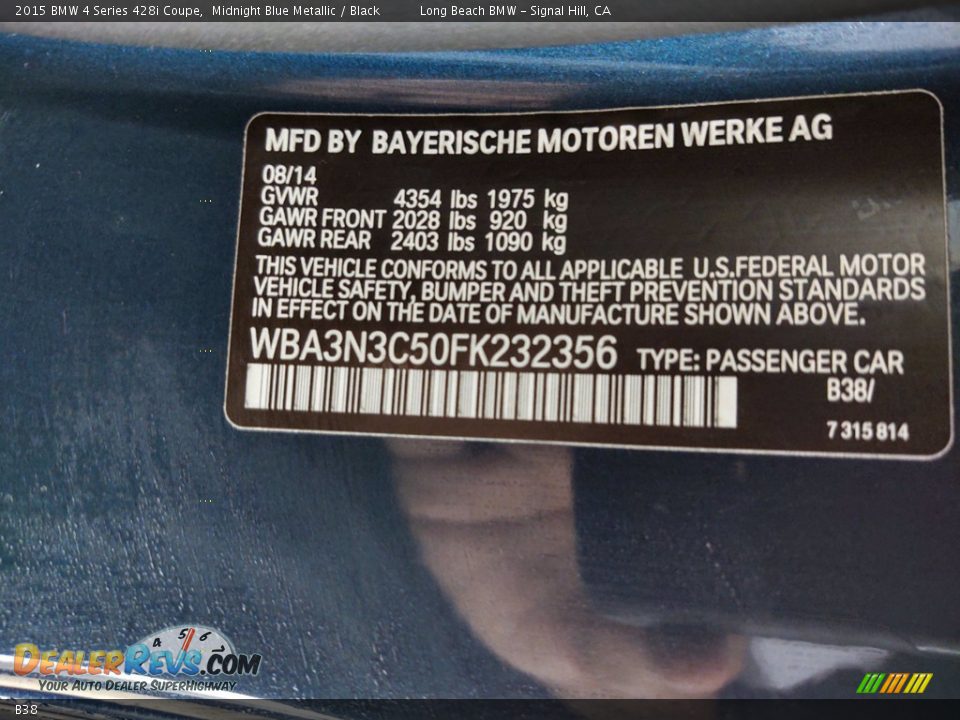 2015 BMW 4 Series 428i Coupe, Midnight Blue Metallic / Black Long Beach BMW - Signal Hill, CA
MFD BY BAYERISCHE MOTOREN WERKE AG
08/14
GVWR 4354 lbs 1975 kg
GAWR FRONT 2028 lbs 920 kg
GAWR REAR 2403 lbs 1090 kg
THIS VEHICLE CONFORMS TO ALL APPLICABLE U.S.FEDERAL MOTOR
VEHICLE SAFETY, BUMPER AND THEFT PREVENTION STANDARDS
IN EFFECT ON THE DATE OF MANUFACTURE SHOWN ABOVE.
WBA3N3C50FK232356 TYPE: PASSENGER CAR
B38/
7 315 814
4 5 6
DEALERREVS.COM
YOUR AUTO DEALER SUPERHIGHWAY
B38